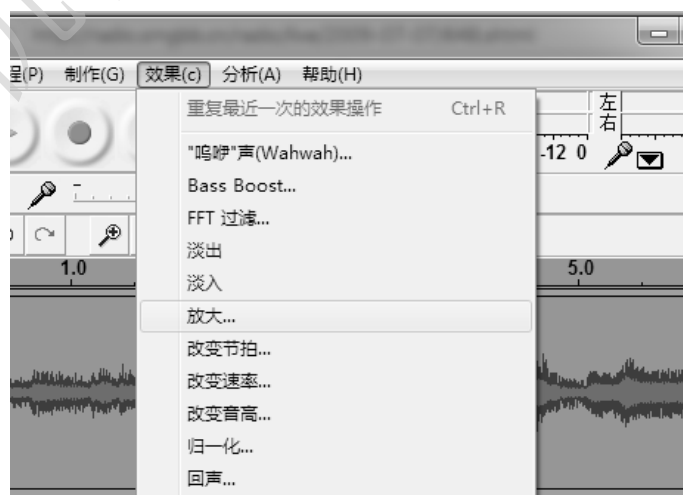 程(P) 制作(G) 效果(c) 分析(A) 帮助(H)
重复最近一次的效果操作 Ctrl+R
左
右
-12 0
"呜咿"声(Wahwah)...
Bass Boost...
FFT 过滤...
淡出
淡入
1.0 5.0
放大...
改变节拍...
改变速率...
改变音高...
归一化...
回声...